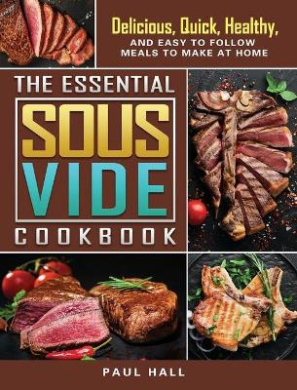 Delicious, Quick, Healthy,
AND EASY TO FOLLOW
MEALS TO MAKE AT HOME
THE ESSENTIAL
SOUS
VIDE
COOKBOOK
PAUL HALL